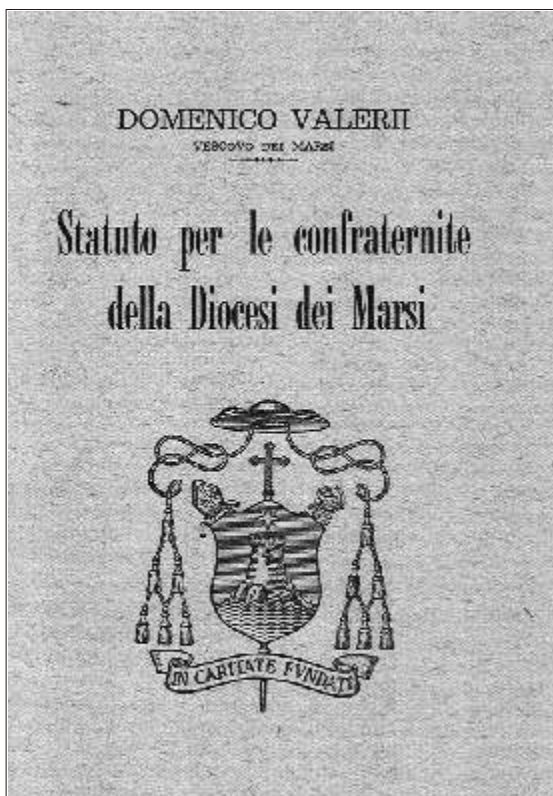 DOMENICO VALERII
VESCOVO DEI MARSI
Statuto per le confraternite
della Diocesi dei Marsi
IN CARITATE FVNDATI